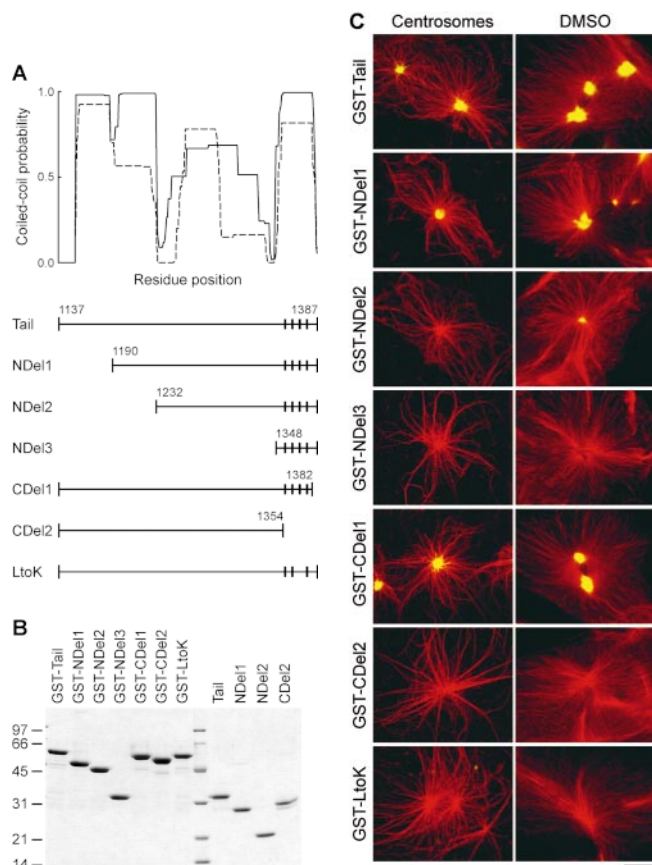 A
Coiled-coil probability
1.0
0.5
0.0
Residue position
Tail 1137 1387
NDel1 1190
NDel2 1232
NDel3 1348
CDel1 1382
CDel2 1354
LtoK
B
GST-Tail
GST-NDel1
GST-NDel2
GST-NDel3
GST-CDel1
GST-CDel2
GST-LtoK
Tail
NDel1
NDel2
CDel2
97
66
45
31
21
14
C
Centrosomes DMSO
GST-Tail
GST-NDel1
GST-NDel2
GST-NDel3
GST-CDel1
GST-CDel2
GST-LtoK